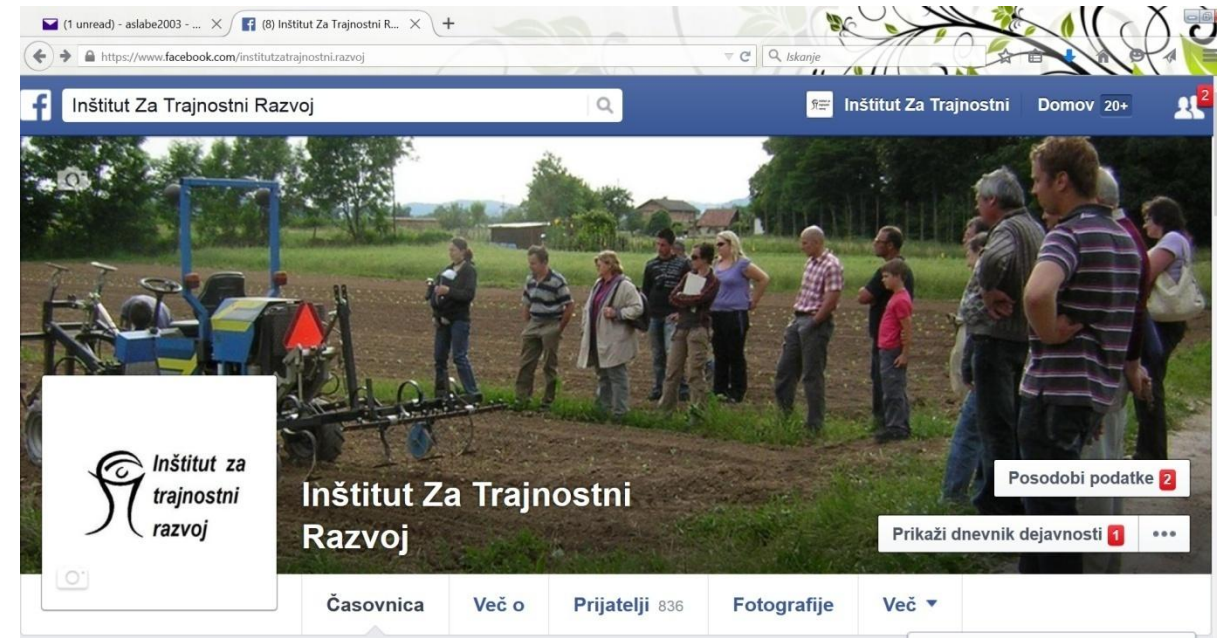 (1 unread) - aslabe2003 - ...
(8) Inštitut Za Trajnostni R...
https://www.facebook.com/institutzatrajnostni.razvoj
Iskanje
Inštitut Za Trajnostni Razvoj
Inštitut Za Trajnostni
Domov 20+
2
Inštitut za
trajnostni
razvoj
Inštitut Za Trajnostni
Razvoj
Posodobi podatke 2
Prikaži dnevnik dejavnosti 1
Časovnica
Več o
Prijatelji 836
Fotografije
Več